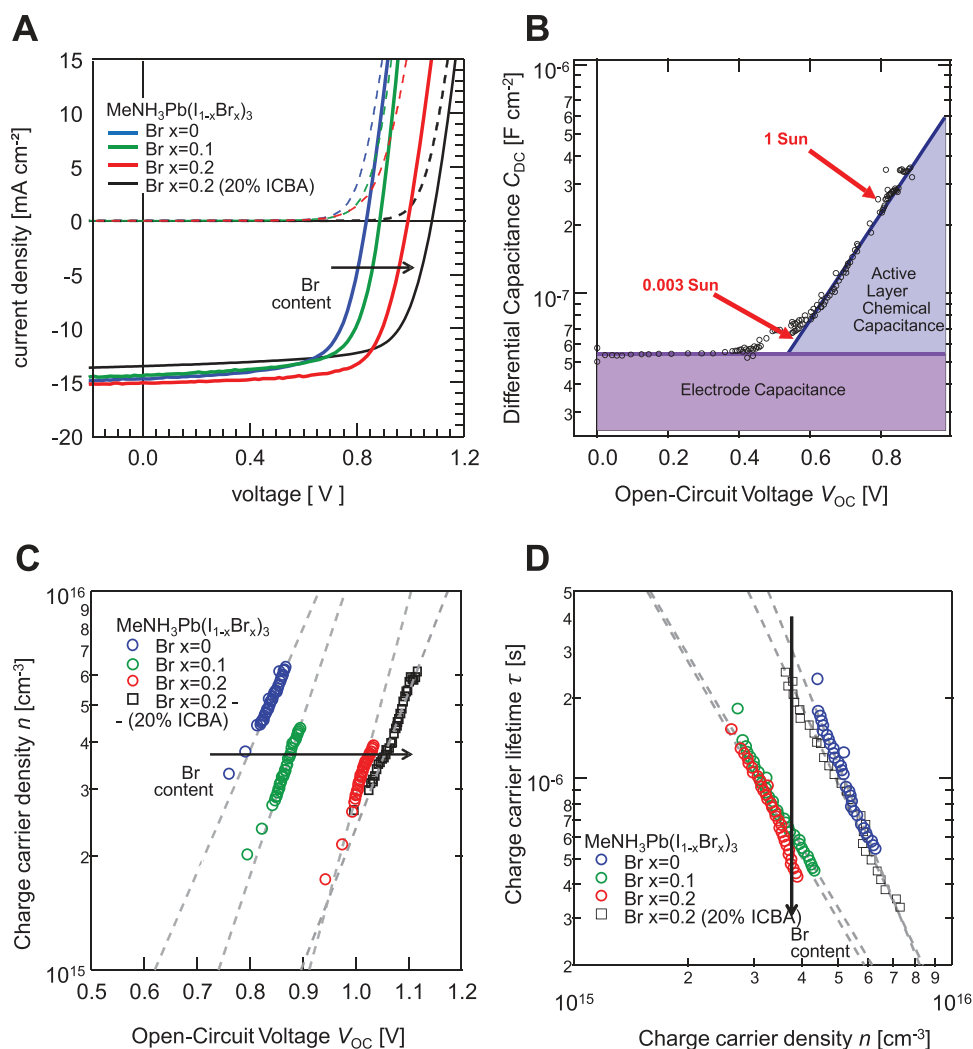 A
15
10
5
0
-5
-10
-15
-20
current density [mA cm-2]
MeNH3Pb(I1-xBrx)3
Br x=0
Br x=0.1
Br x=0.2
Br x=0.2 (20% ICBA)
Br
content
0.0
0.4
0.8
1.2
voltage [ V ]
B
10-6
7
6
5
4
3
2
10-7
7
6
5
4
3
Differential Capacitance CDC [F cm-2]
1 Sun
0.003 Sun
Active
Layer
Chemical
Capacitance
Electrode Capacitance
0.0
0.2
0.4
0.6
0.8
Open-Circuit Voltage VOC [V]
C
1016
9
8
7
6
5
4
3
2
1015
Charge carrier density n [cm-3]
MeNH3Pb(I1-xBrx)3
Br x=0
Br x=0.1
Br x=0.2
Br x=0.2 -
- (20% ICBA)
Br
content
0.5
0.6
0.7
0.8
0.9
1.0
1.1
1.2
Open-Circuit Voltage VOC [V]
D
5
4
3
2
10-6
8
7
6
5
4
3
2
Charge carrier lifetime τ [s]
MeNH3Pb(I1-xBrx)3
Br x=0
Br x=0.1
Br x=0.2
Br x=0.2 (20% ICBA)
Br
content
1015
2
3
4
5
6
7
8
9
1016
Charge carrier density n [cm-3]